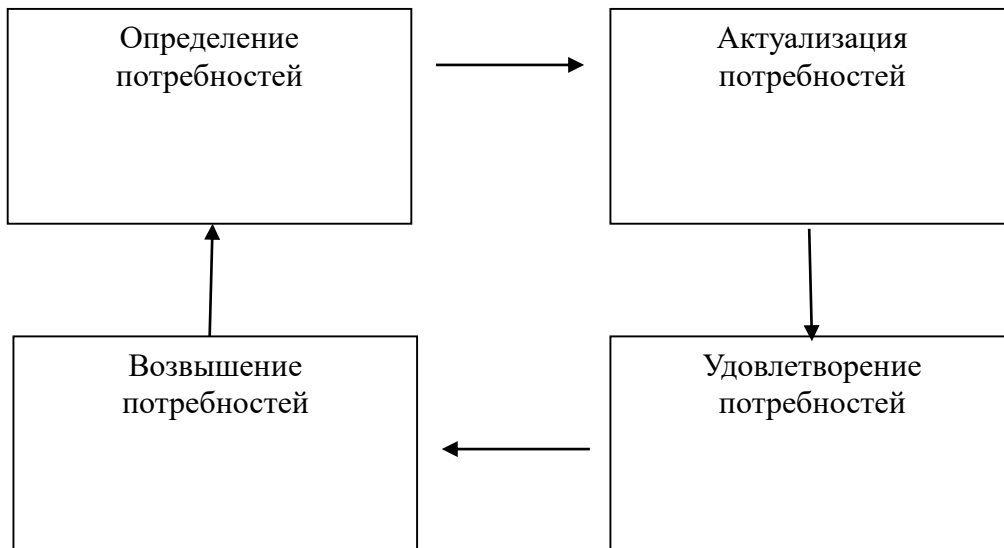 Определение
потребностей
Актуализация
потребностей
Возвышение
потребностей
Удовлетворение
потребностей